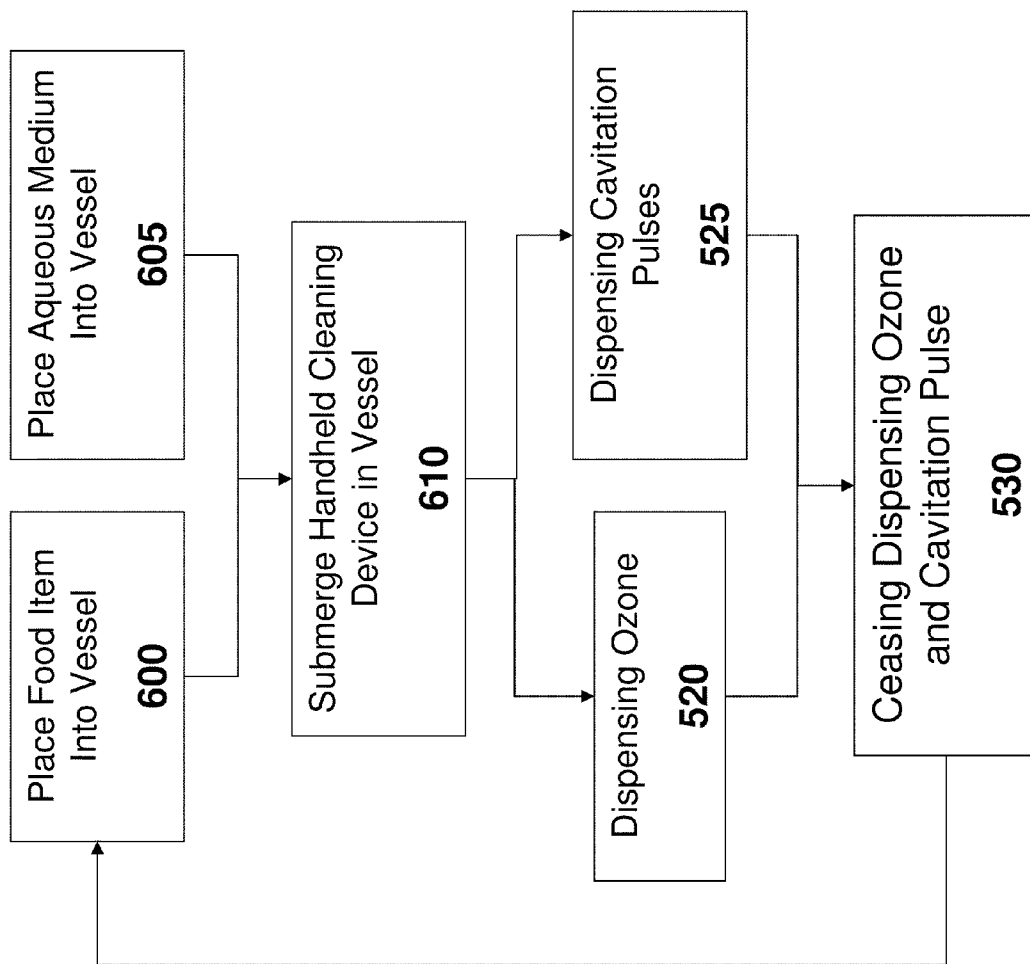 Place Food Item
Into Vessel
600
Place Aqueous Medium
Into Vessel
605
Submerge Handheld Cleaning
Device in Vessel
610
Dispensing Ozone
520
Dispensing Cavitation
Pulses
525
Ceasing Dispensing Ozone
and Cavitation Pulse
530